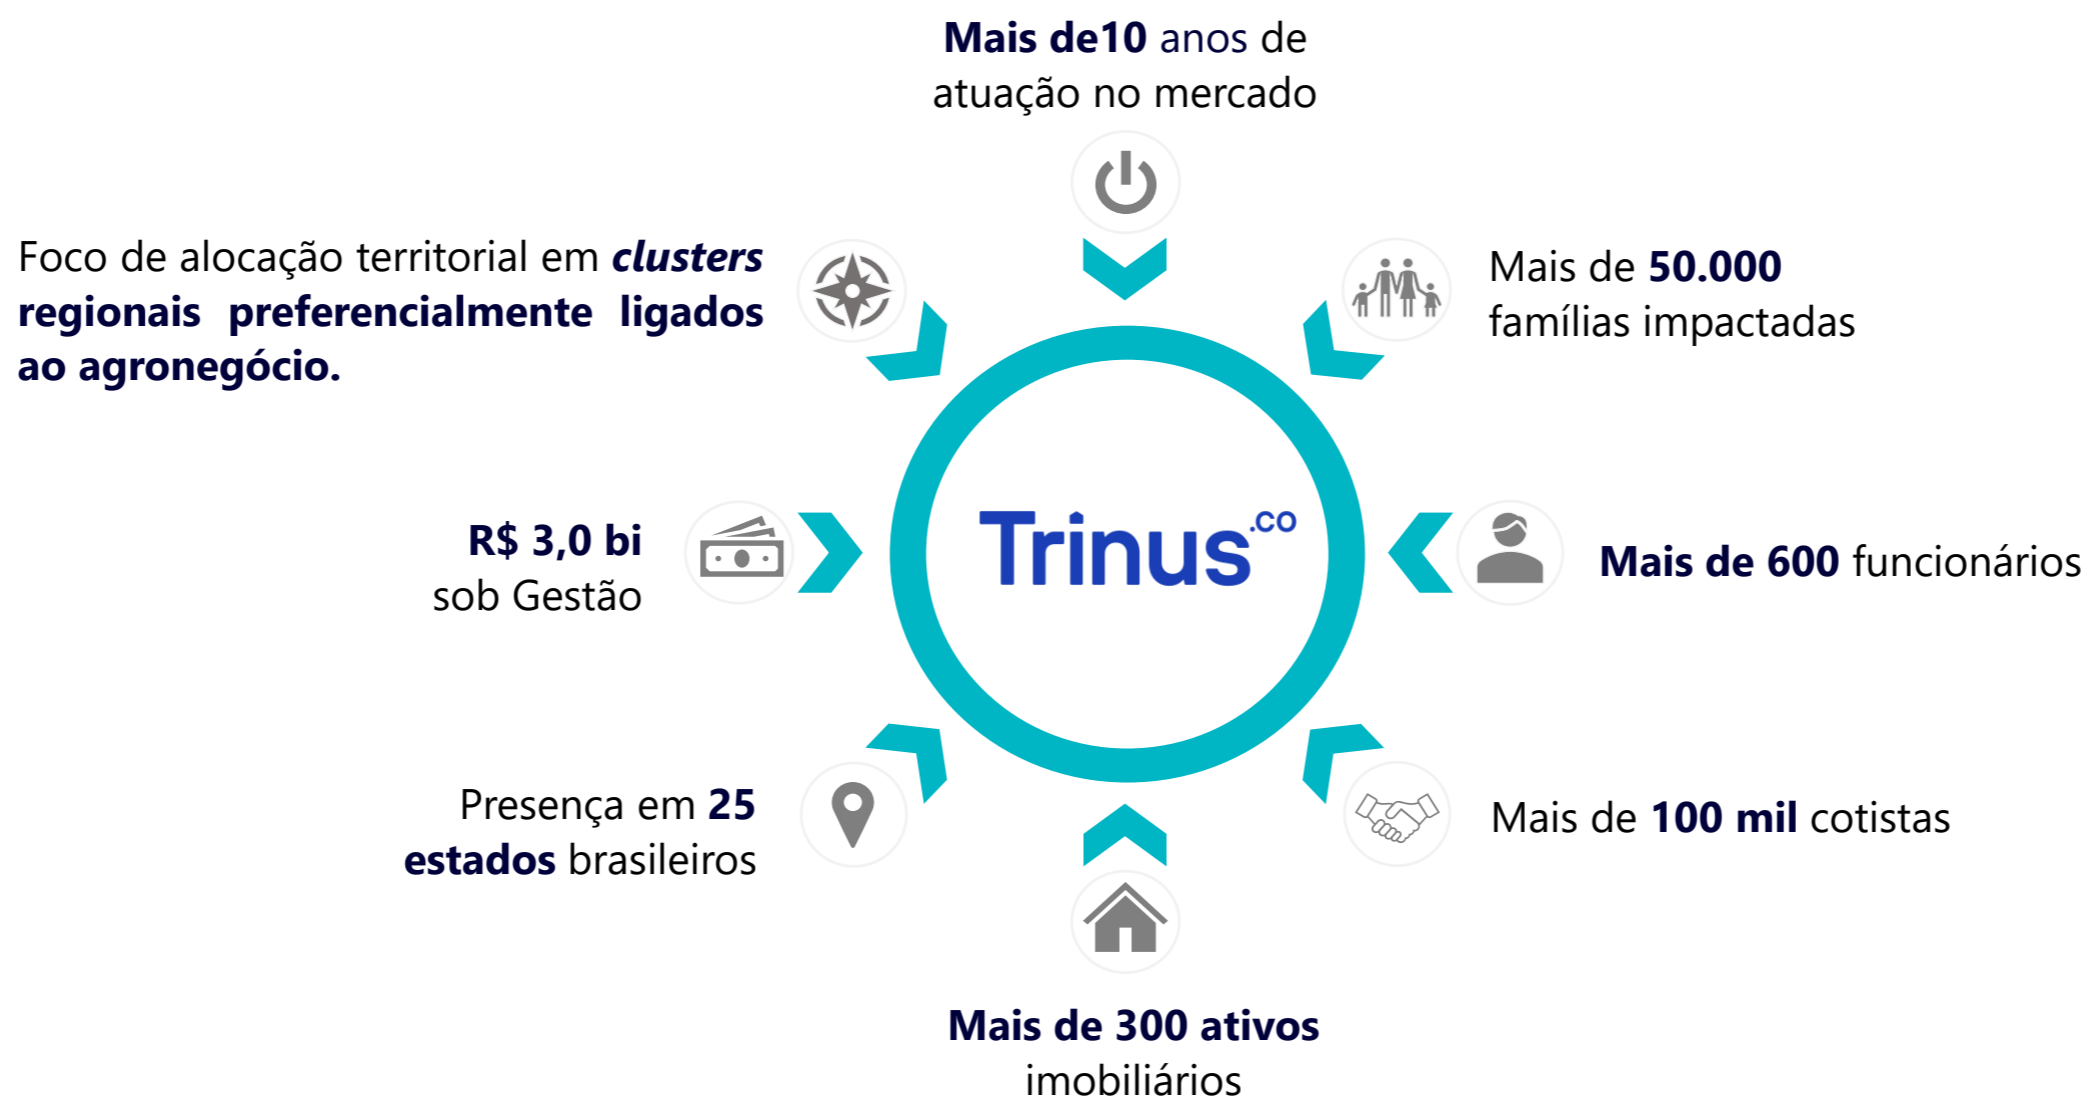 Mais de10 anos de
atuação no mercado
Foco de alocação territorial em clusters
regionais preferencialmente ligados
ao agronegócio.
Mais de 50.000
famílias impactadas
R$ 3,0 bi
sob Gestão
Trinus.co
Mais de 600 funcionários
Presença em 25
estados brasileiros
Mais de 100 mil cotistas
Mais de 300 ativos
imobiliários